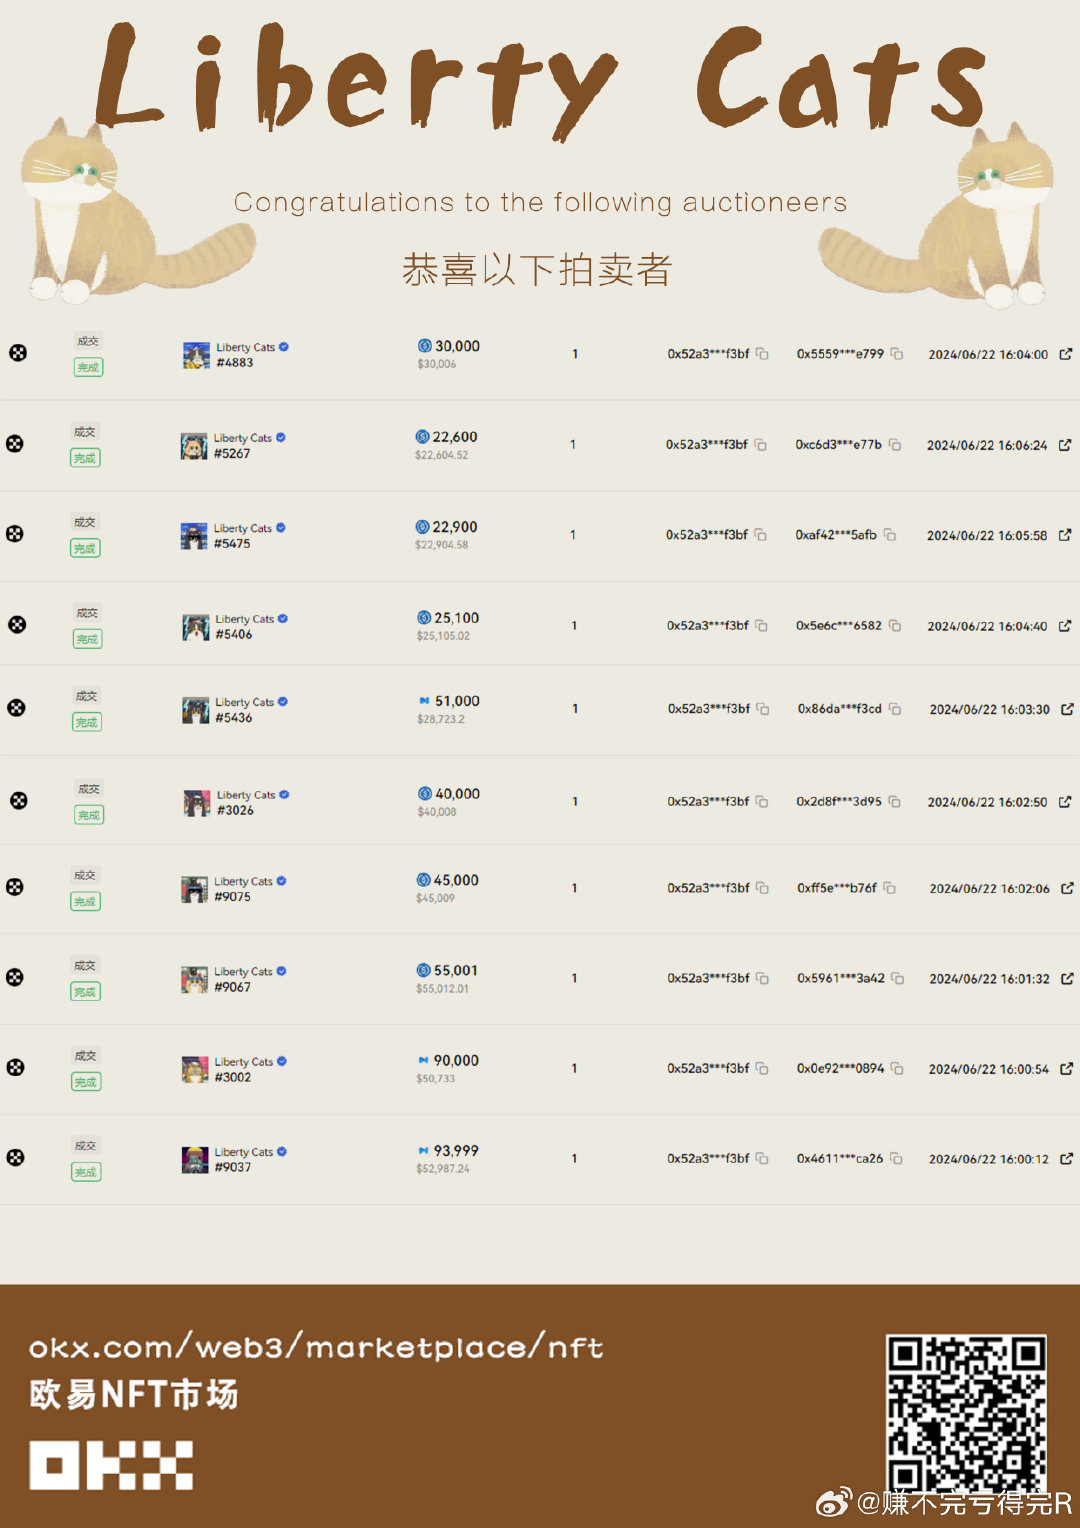 Liberty Cats
Congratulations to the following auctioneers
恭喜以下拍卖者
成交 Liberty Cats 30,000 1 0x52a3***f3bf 0x5559***e799 2024/06/22 16:04:00
完成 #4883 $30,006
成交 Liberty Cats 22,600 1 0x52a3***f3bf 0xc6d3***e77b 2024/06/22 16:06:24
完成 #5267 $22,604.52
成交 Liberty Cats 22,900 1 0x52a3***f3bf 0xaf42***5afb 2024/06/22 16:05:58
完成 #5475 $22,904.58
成交 Liberty Cats 25,100 1 0x52a3***f3bf 0x5e6c***6582 2024/06/22 16:04:40
完成 #5406 $25,105.02
成交 Liberty Cats 51,000 1 0x52a3***f3bf 0x86da***f3cd 2024/06/22 16:03:30
完成 #5436 $28,723.2
成交 Liberty Cats 40,000 1 0x52a3***f3bf 0x2d8f***3d95 2024/06/22 16:02:50
完成 #3026 $40,008
成交 Liberty Cats 45,000 1 0x52a3***f3bf 0xff5e***b76f 2024/06/22 16:02:06
完成 #9075 $45,009
成交 Liberty Cats 55,001 1 0x52a3***f3bf 0x5961***3a42 2024/06/22 16:01:32
完成 #9067 $55,012.01
成交 Liberty Cats 90,000 1 0x52a3***f3bf 0x0e92***0894 2024/06/22 16:00:54
完成 #3002 $50,733
成交 Liberty Cats 93,999 1 0x52a3***f3bf 0x4611***ca26 2024/06/22 16:00:12
完成 #9037 $52,987.24
okx.com/web3/marketplace/nft
欧易NFT市场
OKX
@赚不完亏得完R